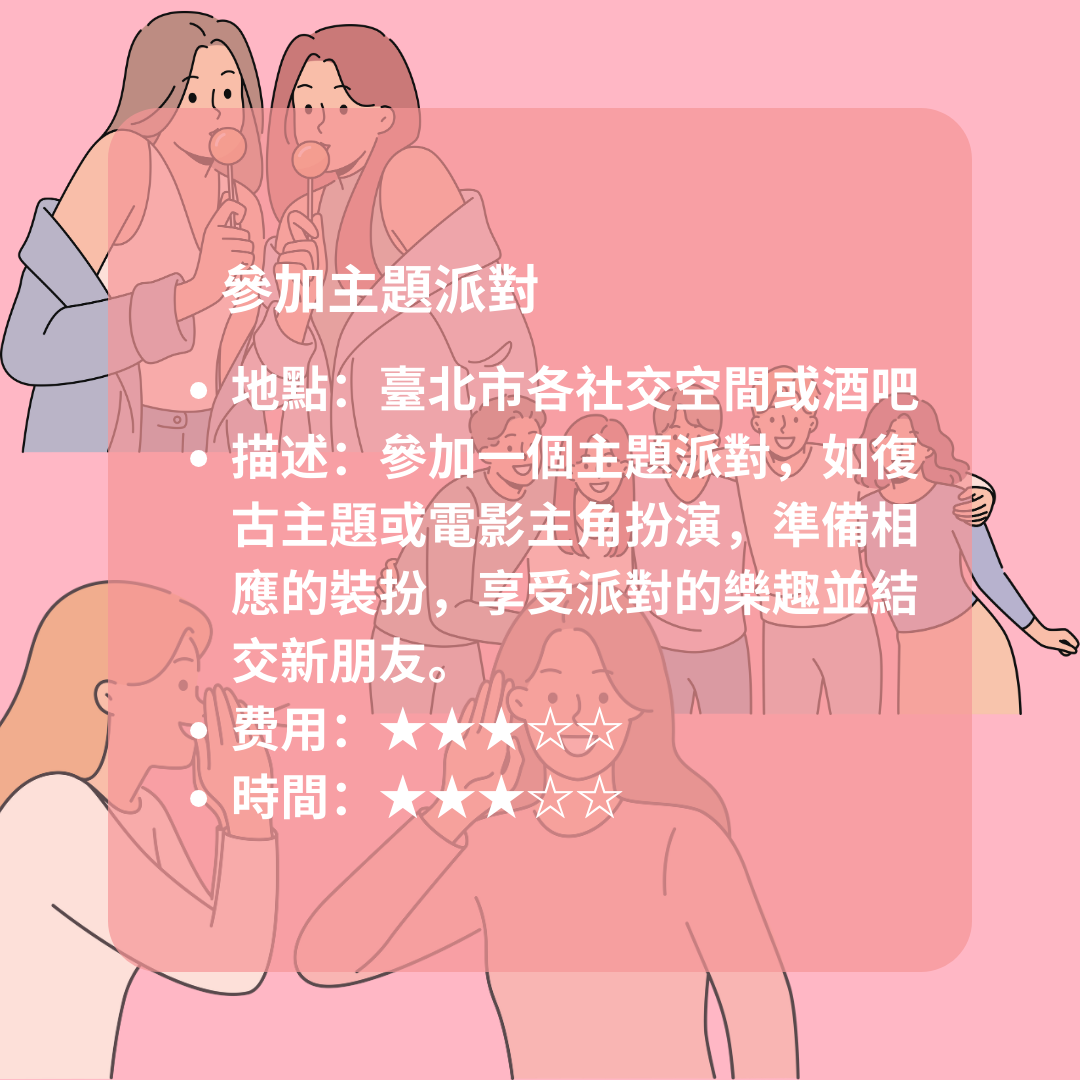 參加主題派對
• 地點：臺北市各社交空間或酒吧
• 描述：參加一個主題派對，如復
古主題或電影主角扮演，準備相
應的裝扮，享受派對的樂趣並結
交新朋友。
• 费用：★★★☆☆
• 時間：★★★☆☆